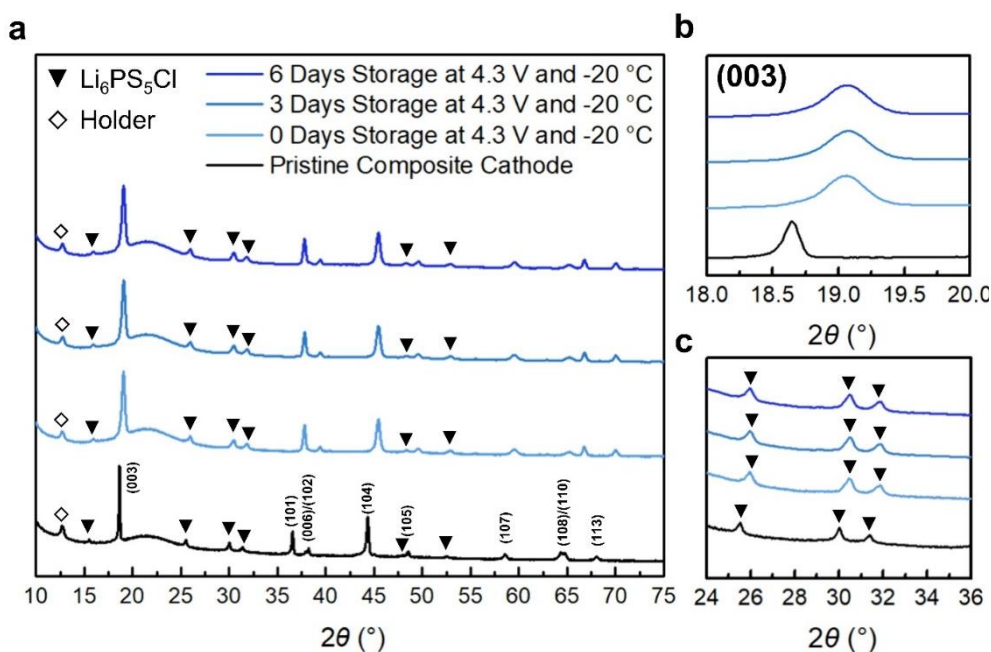 a
▼ Li₆PS₅Cl
◇ Holder
6 Days Storage at 4.3 V and -20 °C
3 Days Storage at 4.3 V and -20 °C
0 Days Storage at 4.3 V and -20 °C
Pristine Composite Cathode
(003)
(101)
(006)/(102)
(104)
(105)
(107)
(108)/(110)
(113)
10 15 20 25 30 35 40 45 50 55 60 65 70 75
2θ (°)
b
(003)
18.0 18.5 19.0 19.5 20.0
2θ (°)
c
24 26 28 30 32 34 36
2θ (°)